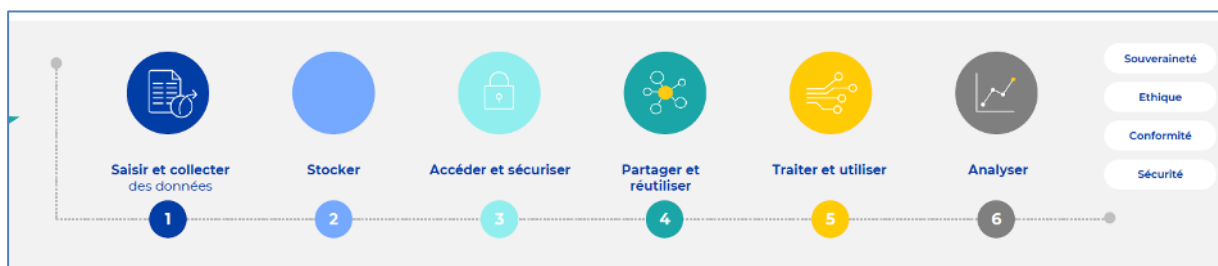 Saisir et collecter
des données
1
Stocker
2
Accéder et sécuriser
3
Partager et
réutiliser
4
Traiter et utiliser
5
Analyser
6
Souveraineté
Ethique
Conformité
Sécurité